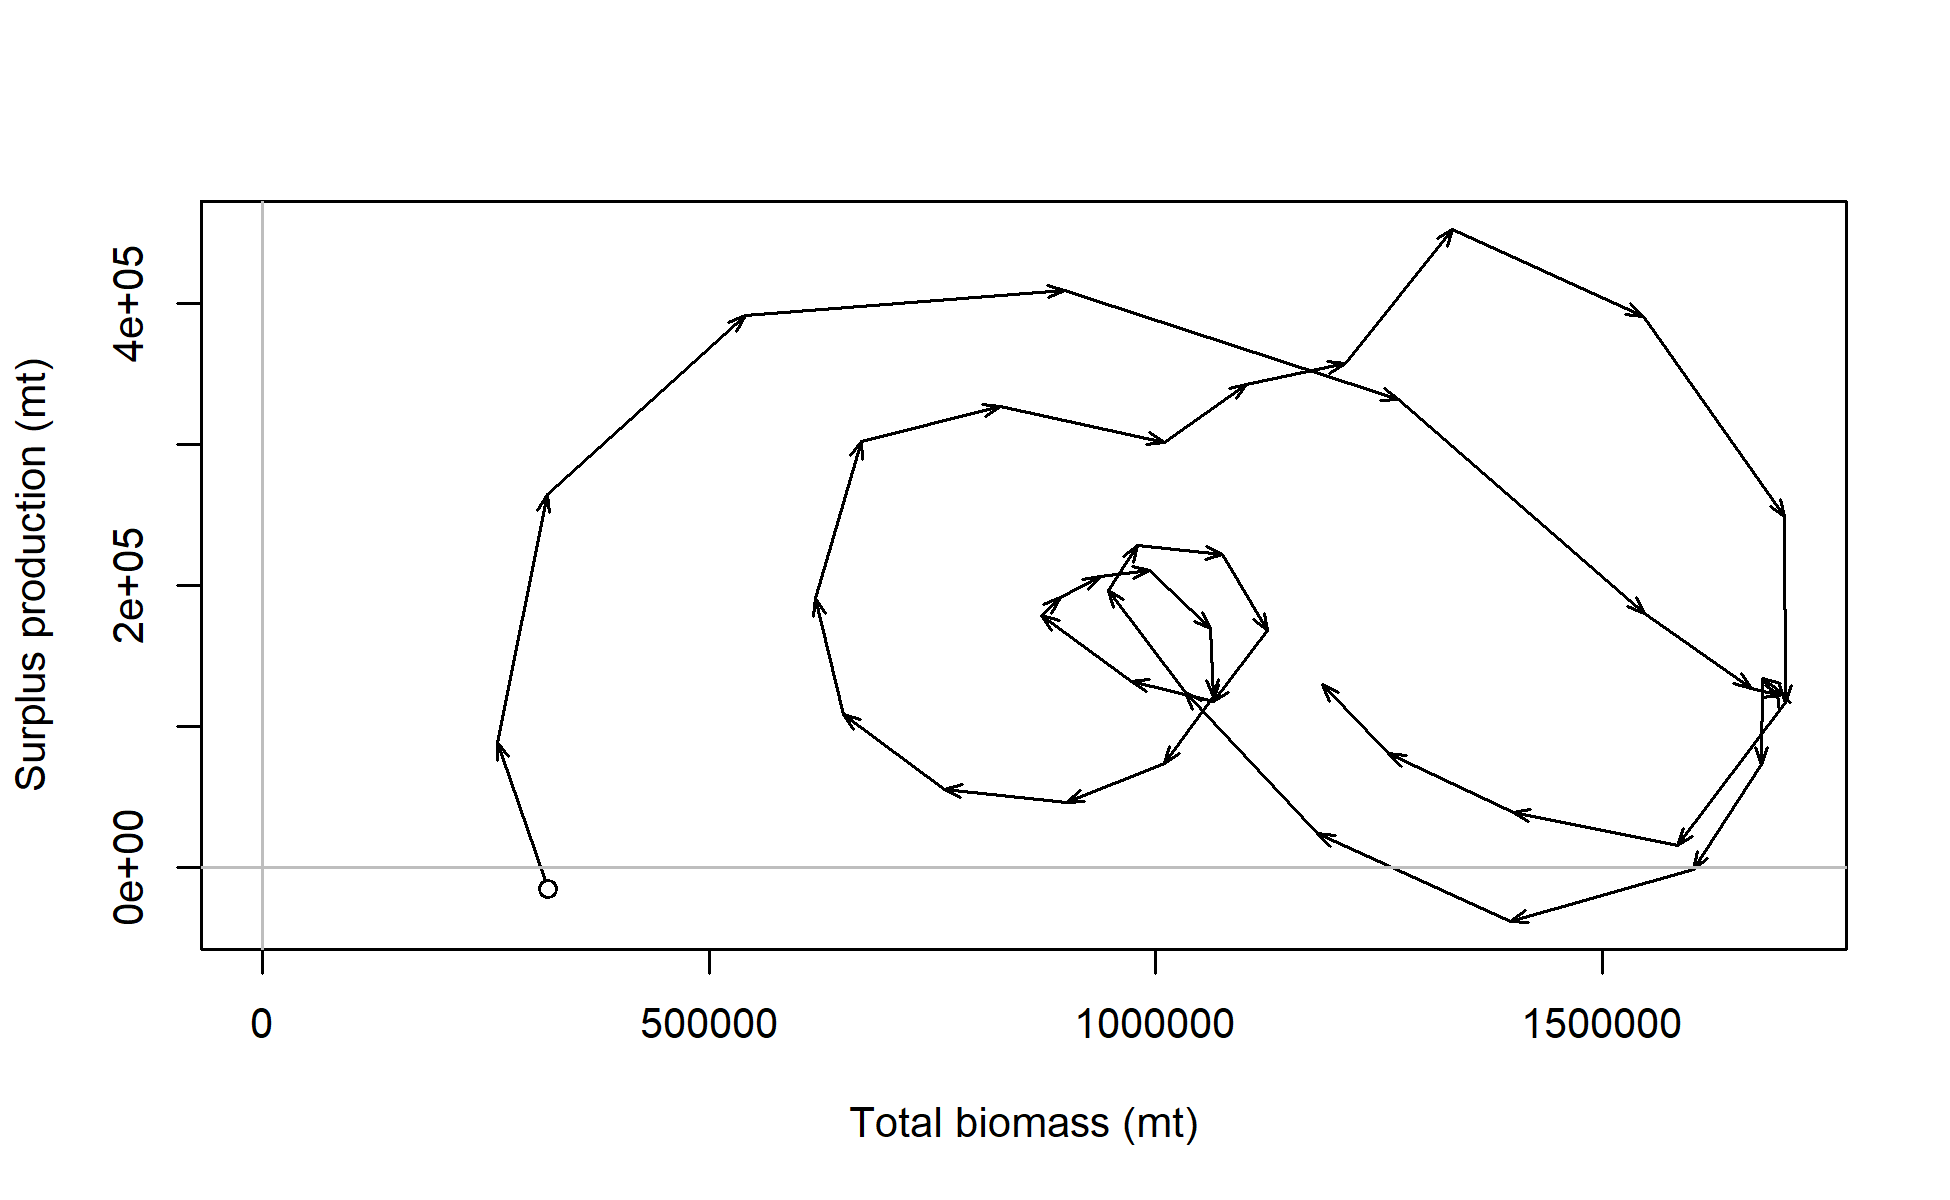 Surplus production (mt)
4e+05
2e+05
0e+00
0 500000 1000000 1500000
Total biomass (mt)